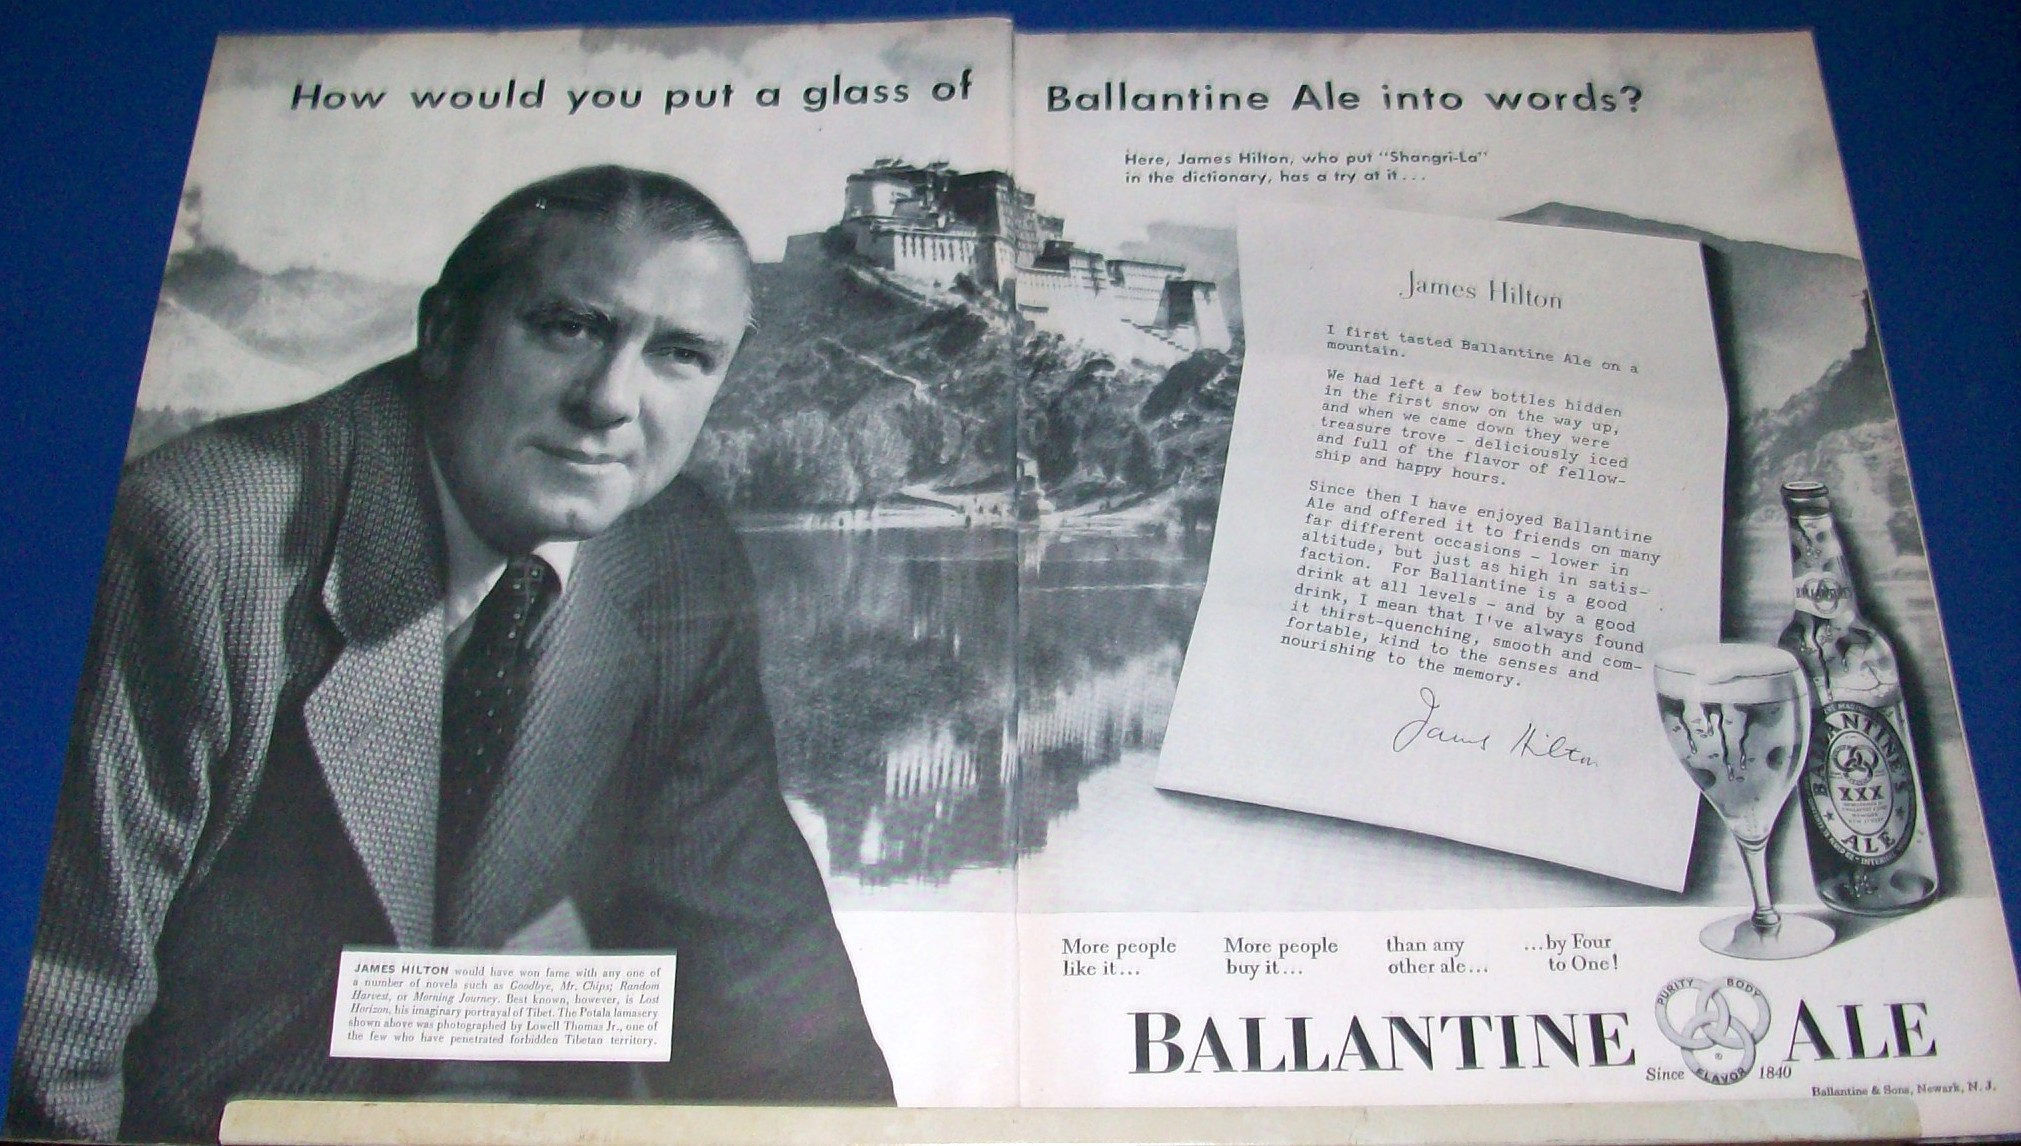 How would you put a glass of Ballantine Ale into words?
Here, James Hilton, who put "Shangri-La"
in the dictionary, has a try at it...
James Hilton
I first tasted Ballantine Ale on a
mountain.
We had left a few bottles hidden
in the first snow on the way up,
and when we came down they were
treasure trove - deliciously iced
and full of the flavor of fellow-
ship and happy hours.
Since then I have enjoyed Ballantine
Ale and offered it to friends on many
far different occasions - lower in
altitude, but just as high in satis-
faction. For Ballantine is a good
drink at all levels - and by a good
drink, I mean that I've always found
it thirst-quenching, smooth and com-
fortable, kind to the senses and
nourishing to the memory.
James Hilton
BALLANTINE'S
XXX
ALE
JAMES HILTON would have won fame with any one of
a number of novels such as Goodbye, Mr. Chips; Random
Harvest, or Morning Journey. Best known, however, is Lost
Horizon, his imaginary portrayal of Tibet. The Potala lamasery
shown above was photographed by Lowell Thomas Jr., one of
the few who have penetrated forbidden Tibetan territory.
More people
like it...
More people
buy it...
than any
other ale...
...by Four
to One!
BALLANTINE ALE
PURITY BODY
FLAVOR
Since 1840
Ballantine & Sons, Newark, N. J.